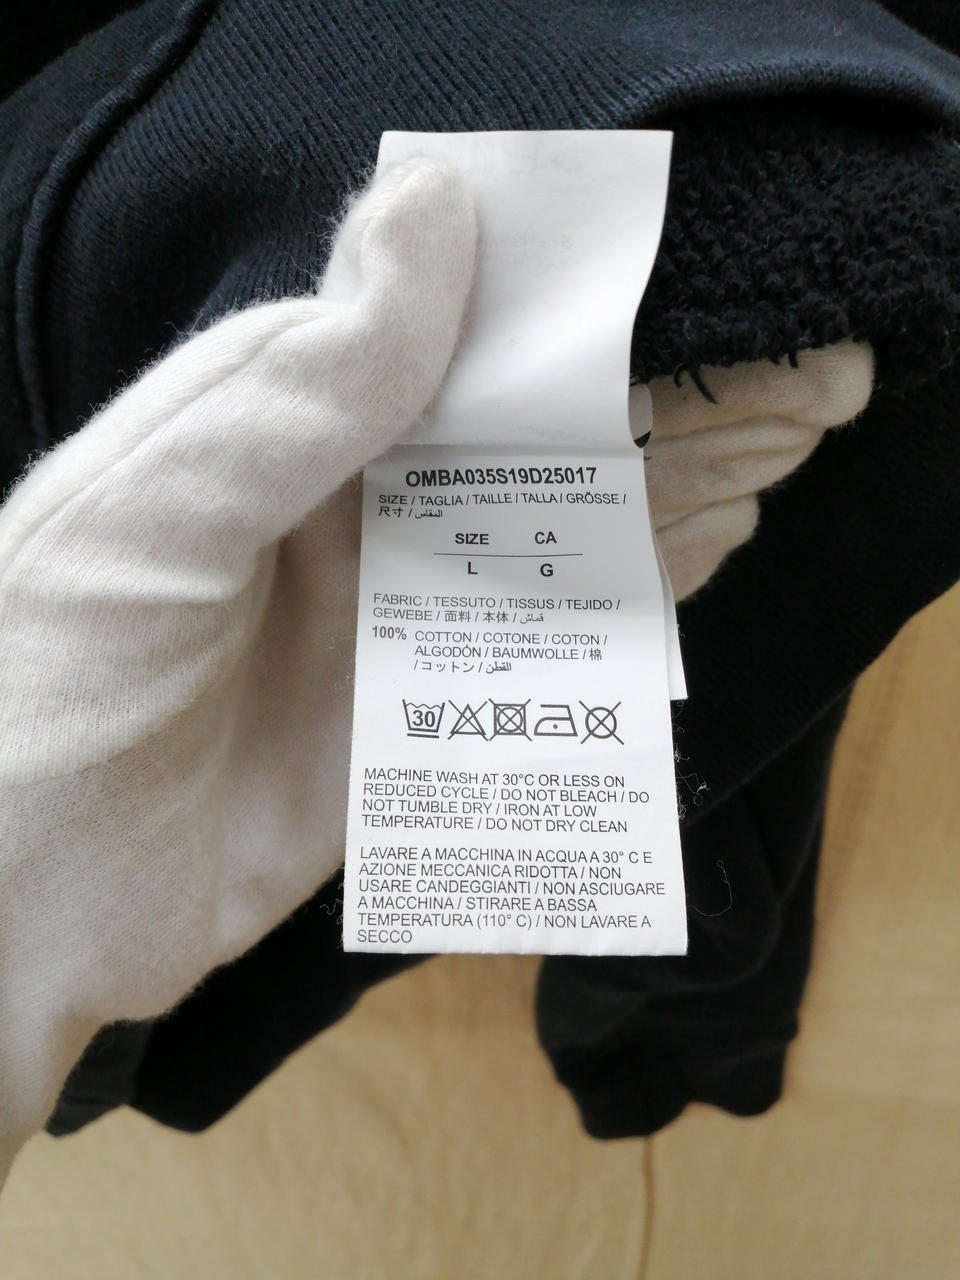 OMBA035S19D25017
SIZE / TAGLIA / TAILLE / TALLA / GRÖSSE /
尺寸 / المقاس
SIZE CA
L G
FABRIC / TESSUTO / TISSUS / TEJIDO /
GEWEBE / 面料 / 本体 / قماش
100% COTTON / COTONE / COTON /
ALGODÓN / BAUMWOLLE / 棉
/ コットン / القطن
30
MACHINE WASH AT 30°C OR LESS ON
REDUCED CYCLE / DO NOT BLEACH / DO
NOT TUMBLE DRY / IRON AT LOW
TEMPERATURE / DO NOT DRY CLEAN
LAVARE A MACCHINA IN ACQUA A 30° C E
AZIONE MECCANICA RIDOTTA / NON
USARE CANDEGGIANTI / NON ASCIUGARE
A MACCHINA / STIRARE A BASSA
TEMPERATURA (110° C) / NON LAVARE A
SECCO